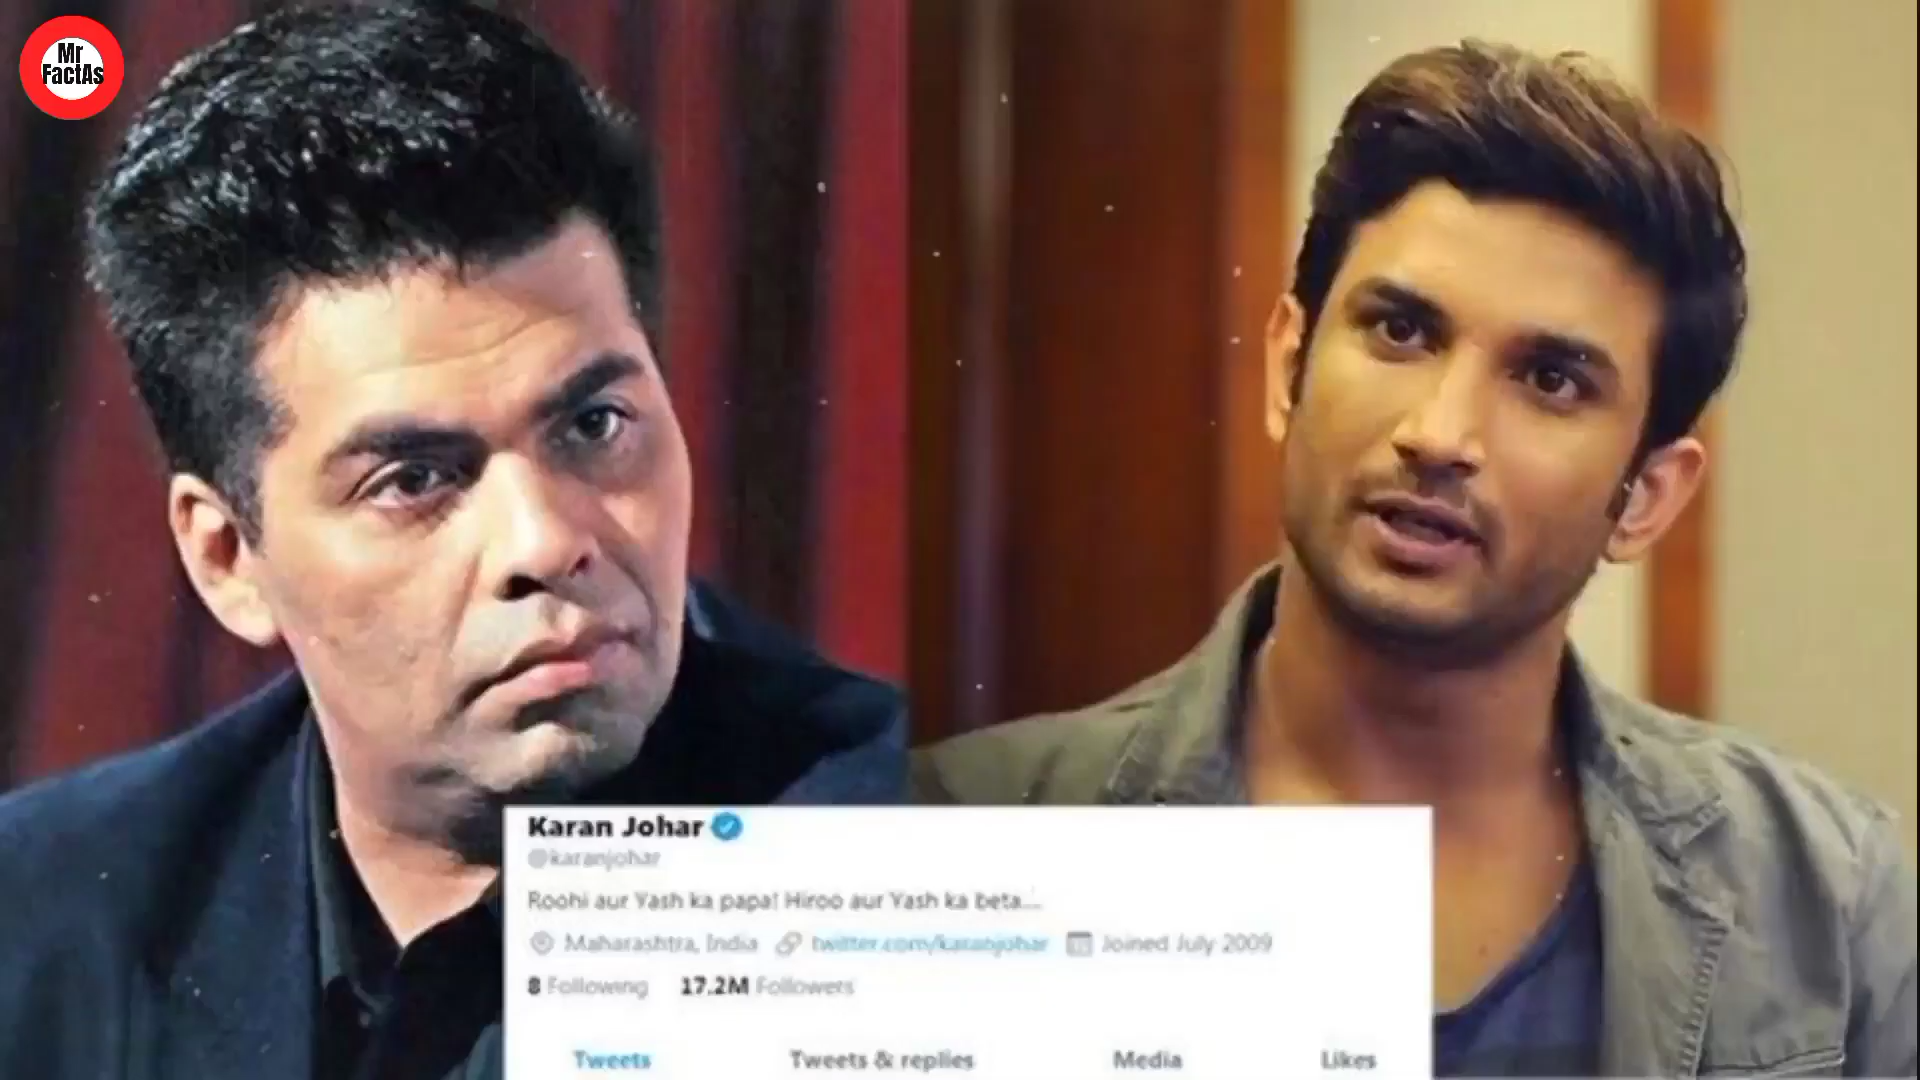 Mr
FactAs
Karan Johar
@karanjohar
Roohi aur Yash ka papa! Hiroo aur Yash ka beta....
Maharashtra, India twitter.com/karanjohar Joined July 2009
8 Following 17.2M Followers
Tweets Tweets & replies Media Likes